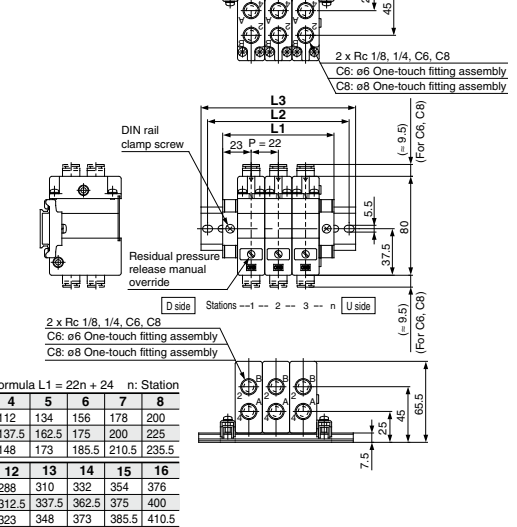 45
2 x Rc 1/8, 1/4, C6, C8
C6: ø6 One-touch fitting assembly
C8: ø8 One-touch fitting assembly
L3
L2
L1
23 P = 22
DIN rail
clamp screw
(≈ 9.5)
(For C6, C8)
5.5
80
37.5
Residual pressure
release manual
override
D side Stations --1-- 2 -- 3 -- n U side
(≈ 9.5)
(For C6, C8)
2 x Rc 1/8, 1/4, C6, C8
C6: ø6 One-touch fitting assembly
C8: ø8 One-touch fitting assembly
B B B
2 2
A A A
4 4
25
45
65.5
7.5
ormula L1 = 22n + 24 n: Station
4 5 6 7 8
112 134 156 178 200
137.5 162.5 175 200 225
148 173 185.5 210.5 235.5
12 13 14 15 16
288 310 332 354 376
312.5 337.5 362.5 375 400
323 348 373 385.5 410.5